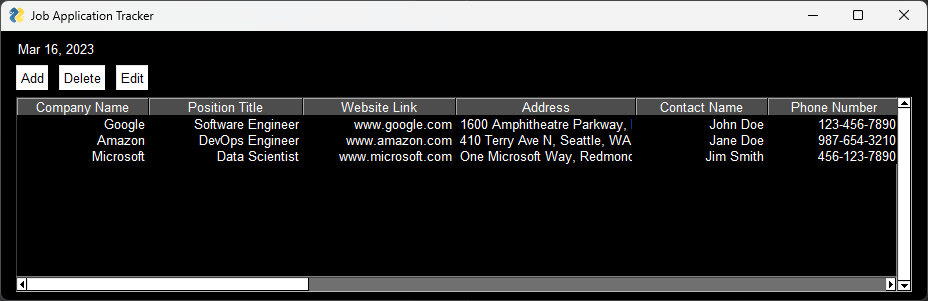 Job Application Tracker
Mar 16, 2023
Add Delete Edit
Company Name Position Title Website Link Address Contact Name Phone Number
Google Software Engineer www.google.com 1600 Amphitheatre Parkway, John Doe 123-456-7890
Amazon DevOps Engineer www.amazon.com 410 Terry Ave N, Seattle, WA Jane Doe 987-654-3210
Microsoft Data Scientist www.microsoft.com One Microsoft Way, Redmond Jim Smith 456-123-7890